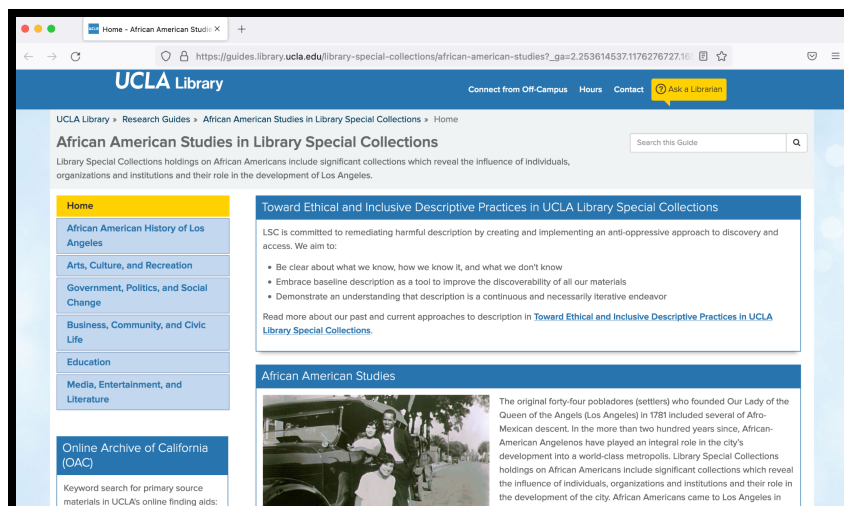 Home - African American Studie
https://guides.library.ucla.edu/library-special-collections/african-american-studies?_ga=2.253614537.1176276727.16
UCLA Library
Connect from Off-Campus Hours Contact Ask a Librarian
UCLA Library » Research Guides » African American Studies in Library Special Collections » Home
African American Studies in Library Special Collections
Search this Guide
Library Special Collections holdings on African Americans include significant collections which reveal the influence of individuals,
organizations and institutions and their role in the development of Los Angeles.
Home
African American History of Los
Angeles
Arts, Culture, and Recreation
Government, Politics, and Social
Change
Business, Community, and Civic
Life
Education
Media, Entertainment, and
Literature
Online Archive of California
(OAC)
Keyword search for primary source
materials in UCLA's online finding aids:
Toward Ethical and Inclusive Descriptive Practices in UCLA Library Special Collections
LSC is committed to remediating harmful description by creating and implementing an anti-oppressive approach to discovery and
access. We aim to:
• Be clear about what we know, how we know it, and what we don't know
• Embrace baseline description as a tool to improve the discoverability of all our materials
• Demonstrate an understanding that description is a continuous and necessarily iterative endeavor
Read more about our past and current approaches to description in Toward Ethical and Inclusive Descriptive Practices in UCLA
Library Special Collections.
African American Studies
The original forty-four pobladores (settlers) who founded Our Lady of the
Queen of the Angels (Los Angeles) in 1781 included several of Afro-
Mexican descent. In the more than two hundred years since, African-
American Angelenos have played an integral role in the city's
development into a world-class metropolis. Library Special Collections
holdings on African Americans include significant collections which reveal
the influence of individuals, organizations and institutions and their role in
the development of the city. African Americans came to Los Angeles in